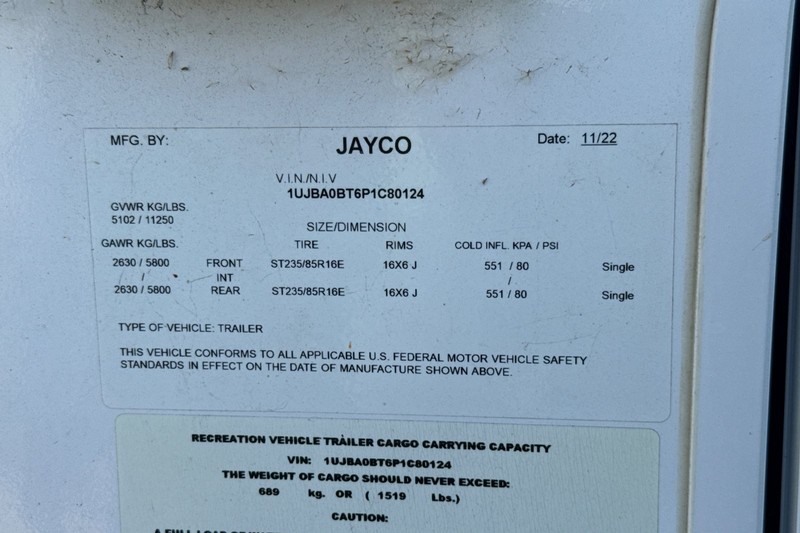 MFG. BY: JAYCO Date: 11/22
V.I.N./N.I.V
1UJBA0BT6P1C80124
GVWR KG/LBS.
5102 / 11250
SIZE/DIMENSION
GAWR KG/LBS. TIRE RIMS COLD INFL. KPA / PSI
2630 / 5800 FRONT ST235/85R16E 16X6 J 551 / 80 Single
/ INT /
2630 / 5800 REAR ST235/85R16E 16X6 J 551 / 80 Single
TYPE OF VEHICLE: TRAILER
THIS VEHICLE CONFORMS TO ALL APPLICABLE U.S. FEDERAL MOTOR VEHICLE SAFETY
STANDARDS IN EFFECT ON THE DATE OF MANUFACTURE SHOWN ABOVE.
RECREATION VEHICLE TRAILER CARGO CARRYING CAPACITY
VIN: 1UJBA0BT6P1C80124
THE WEIGHT OF CARGO SHOULD NEVER EXCEED:
689 kg. OR ( 1519 Lbs.)
CAUTION: